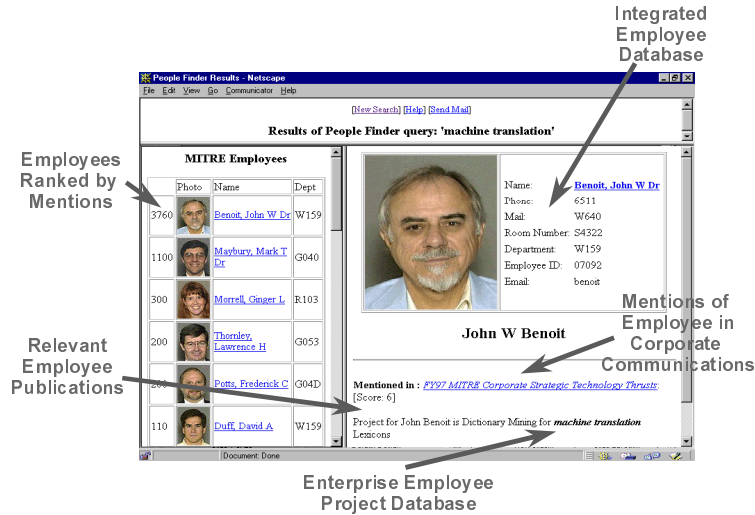 Integrated
Employee
Database
People Finder Results - Netscape
File Edit View Go Communicator Help
[New Search] [Help] [Send Mail]
Results of People Finder query: 'machine translation'
Employees
Ranked by
Mentions
MITRE Employees
Photo Name Dept
3760 Benoit, John W Dr W159
1100 Maybury, Mark T
Dr G040
300 Morrell, Ginger L R103
200 Thornley,
Lawrence H G053
Potts, Frederick C G04D
110 Duff, David A W159
Name: Benoit, John W Dr
Phone: 6511
Mail: W640
Room Number: S4322
Department: W159
Employee ID: 07092
Email: benoit
John W Benoit
Mentions of
Employee in
Corporate
Communications
Relevant
Employee
Publications
Mentioned in : FY97 MITRE Corporate Strategic Technology Thrusts:
[Score: 6]
Project for John Benoit is Dictionary Mining for machine translation
Lexicons
Document: Done
Enterprise Employee
Project Database